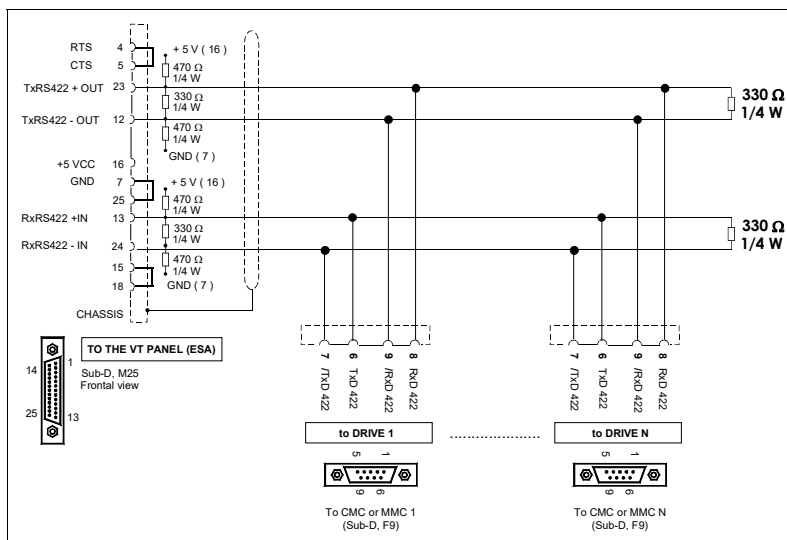 RTS 4
CTS 5
TxRS422 + OUT 23
TxRS422 - OUT 12
+5 VCC 16
GND 7
25
RxRS422 +IN 13
RxRS422 - IN 24
15
18
CHASSIS
+ 5 V ( 16 )
470 Ω
1/4 W
330 Ω
1/4 W
470 Ω
1/4 W
GND ( 7 )
+ 5 V ( 16 )
470 Ω
1/4 W
330 Ω
1/4 W
470 Ω
1/4 W
GND ( 7 )
330 Ω
1/4 W
330 Ω
1/4 W
TO THE VT PANEL (ESA)
Sub-D, M25
Frontal view
14
1
25
13
7 /TxD 422
6 TxD 422
9 /RxD 422
8 RxD 422
7 /TxD 422
6 TxD 422
9 /RxD 422
8 RxD 422
to DRIVE 1
.....................
to DRIVE N
5 1
9 6
To CMC or MMC 1
(Sub-D, F9)
5 1
9 6
To CMC or MMC N
(Sub-D, F9)